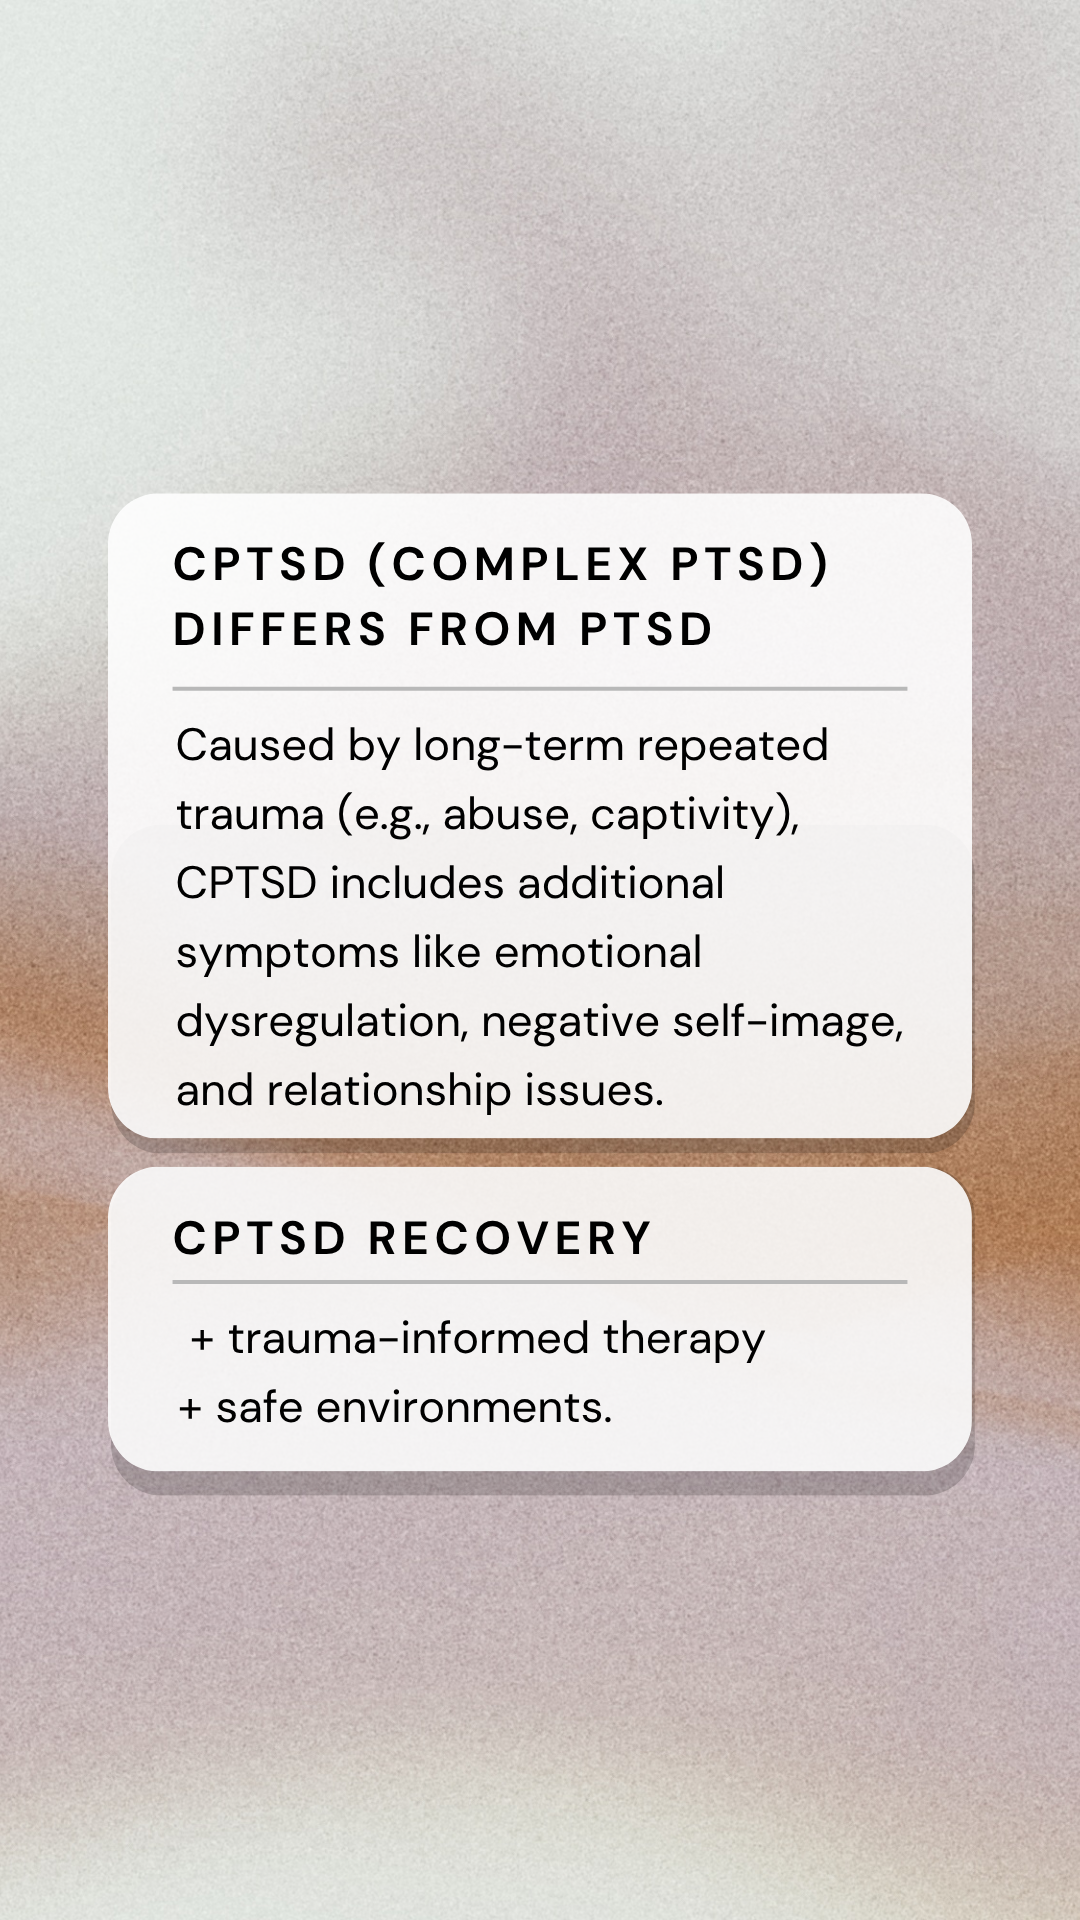 CPTSD (COMPLEX PTSD)
DIFFERS FROM PTSD
Caused by long-term repeated
trauma (e.g., abuse, captivity),
CPTSD includes additional
symptoms like emotional
dysregulation, negative self-image,
and relationship issues.
CPTSD RECOVERY
+ trauma-informed therapy
+ safe environments.